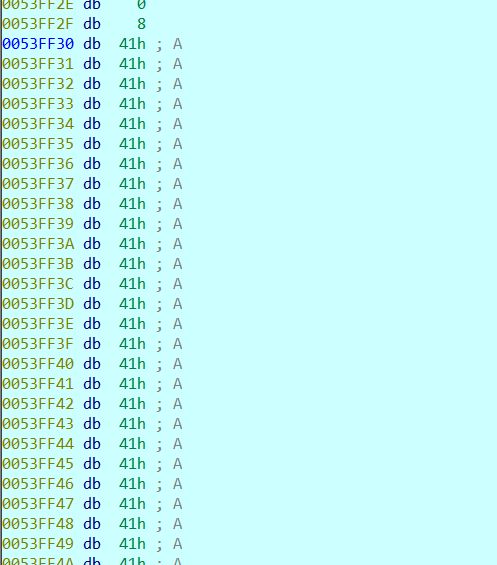 0053FF2E db 0
0053FF2F db 8
0053FF30 db 41h ; A
0053FF31 db 41h ; A
0053FF32 db 41h ; A
0053FF33 db 41h ; A
0053FF34 db 41h ; A
0053FF35 db 41h ; A
0053FF36 db 41h ; A
0053FF37 db 41h ; A
0053FF38 db 41h ; A
0053FF39 db 41h ; A
0053FF3A db 41h ; A
0053FF3B db 41h ; A
0053FF3C db 41h ; A
0053FF3D db 41h ; A
0053FF3E db 41h ; A
0053FF3F db 41h ; A
0053FF40 db 41h ; A
0053FF41 db 41h ; A
0053FF42 db 41h ; A
0053FF43 db 41h ; A
0053FF44 db 41h ; A
0053FF45 db 41h ; A
0053FF46 db 41h ; A
0053FF47 db 41h ; A
0053FF48 db 41h ; A
0053FF49 db 41h ; A
0053FF4A db 41h ; A